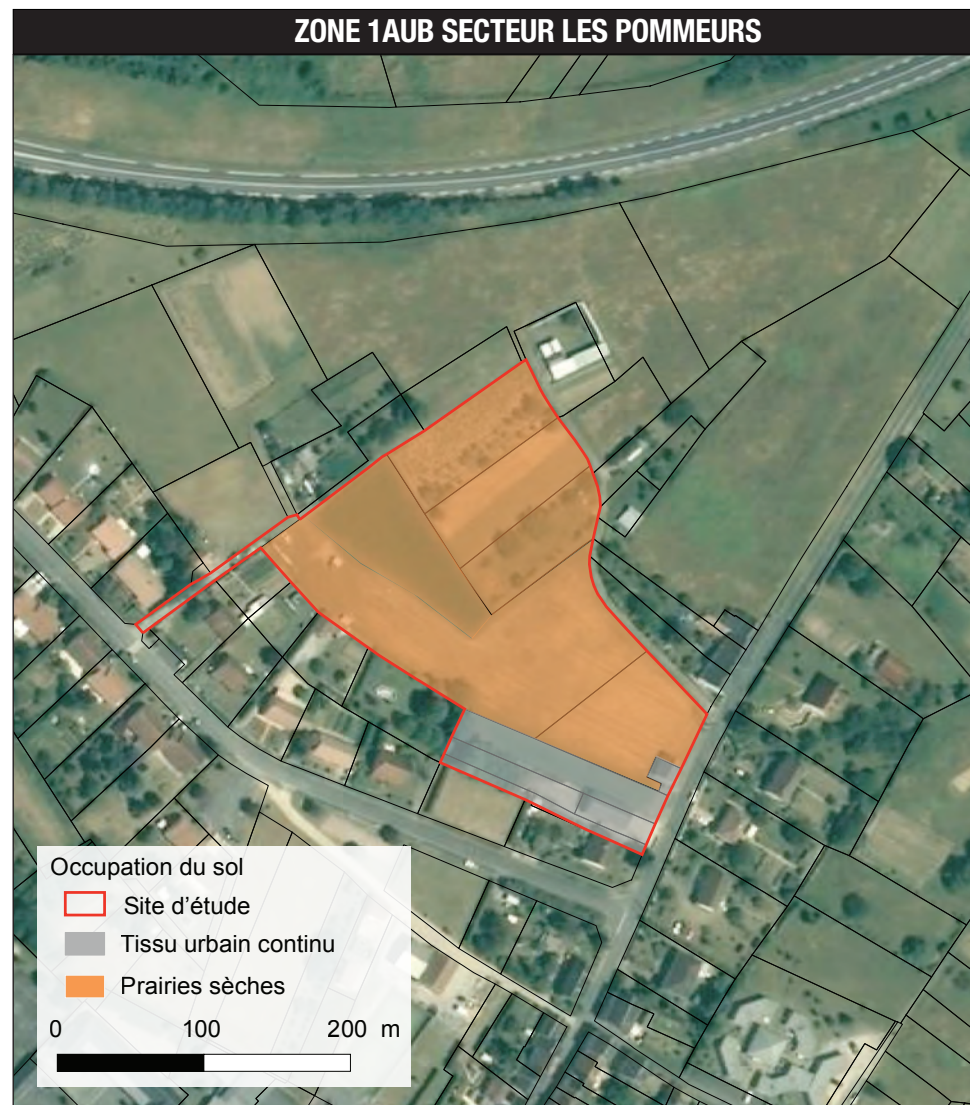 ZONE 1AUB SECTEUR LES POMMEURS
Occupation du sol
Site d'étude
Tissu urbain continu
Prairies sèches
0 100 200 m